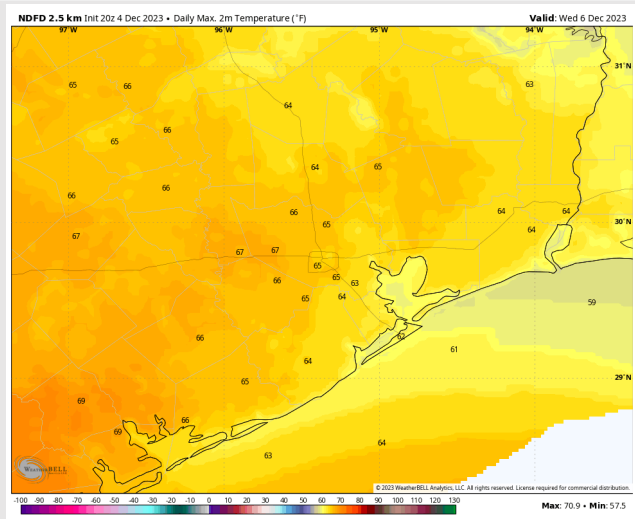 NDFD 2.5 km Init 20z 4 Dec 2023 • Daily Max. 2m Temperature (°F) Valid: Wed 6 Dec 2023
97°W 96°W 95°W 94°W
31°N
65 66 63
64
66
65
64 65
66 66
66 64 64
65 64
67 30°N
67 67
65
66 65 63
65 64
59
66 62
61
64
65 29°N
69
66
69
64
63
WeatherBELL
© 2023 WeatherBELL Analytics, LLC. All rights reserved. License required for commercial distribution.
-100 -90 -80 -70 -60 -50 -40 -30 -20 -10 0 10 20 30 40 50 60 70 80 90 100 110 120 130
Max: 70.9 • Min: 57.5